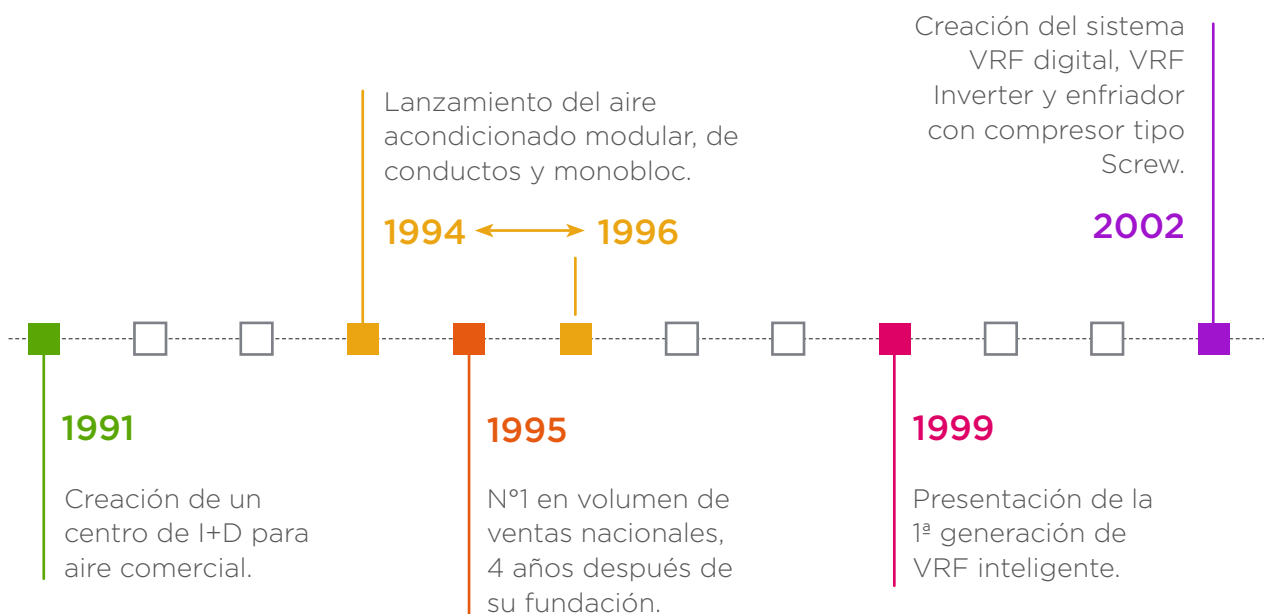 1991
Creación de un
centro de I+D para
aire comercial.
Lanzamiento del aire
acondicionado modular, de
conductos y monobloc.
1994
1996
1995
N°1 en volumen de
ventas nacionales,
4 años después de
su fundación.
1999
Presentación de la
1ª generación de
VRF inteligente.
Creación del sistema
VRF digital, VRF
Inverter y enfriador
con compresor tipo
Screw.
2002